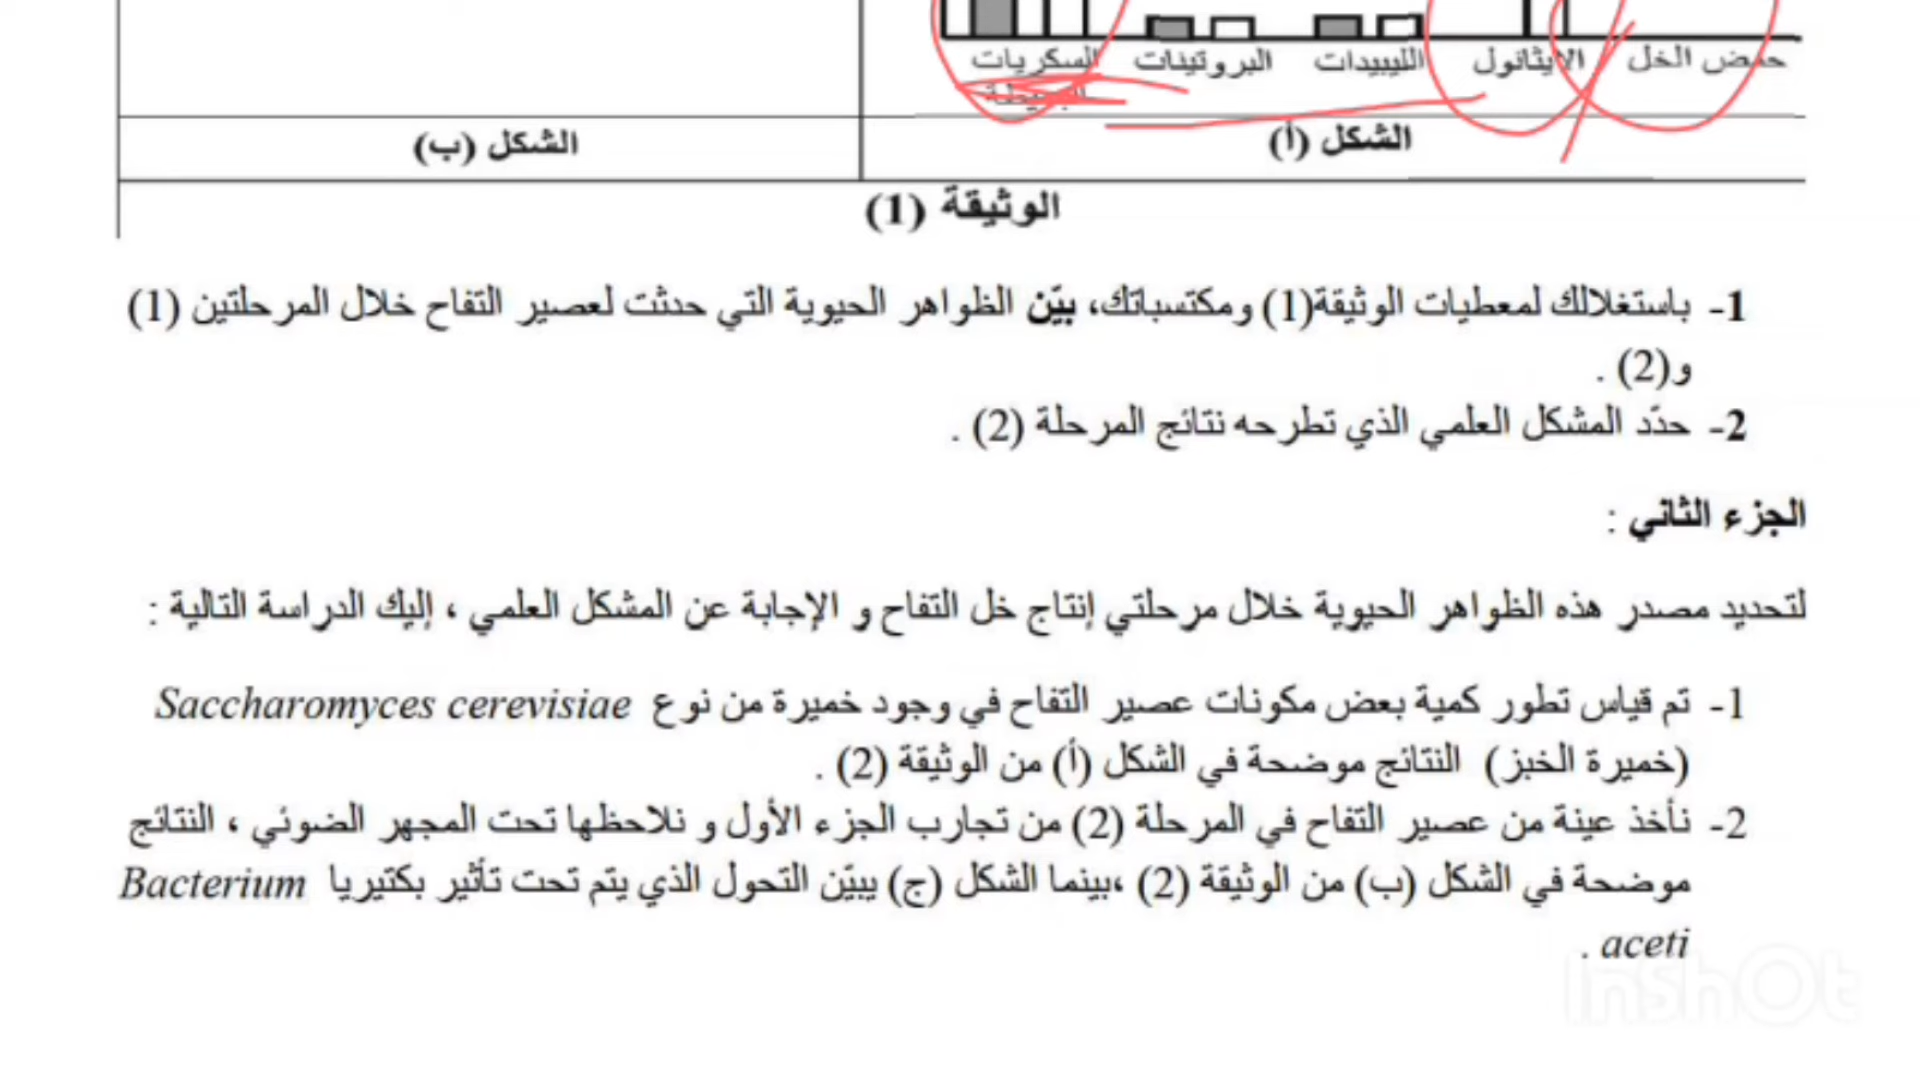 السكريات البروتينات الليبيدات الايثانول حمض الخل
البسيطة
الشكل (أ) الشكل (ب)
الوثيقة (1)
1- باستغلالك لمعطيات الوثيقة(1) ومكتسباتك، بيّن الظواهر الحيوية التي حدثت لعصير التفاح خلال المرحلتين (1)
و(2) .
2- حدّد المشكل العلمي الذي تطرحه نتائج المرحلة (2) .
الجزء الثاني :
لتحديد مصدر هذه الظواهر الحيوية خلال مرحلتي إنتاج خل التفاح و الإجابة عن المشكل العلمي ، إليك الدراسة التالية :
1- تم قياس تطور كمية بعض مكونات عصير التفاح في وجود خميرة من نوع Saccharomyces cerevisiae
(خميرة الخبز) النتائج موضحة في الشكل (أ) من الوثيقة (2) .
2- نأخذ عينة من عصير التفاح في المرحلة (2) من تجارب الجزء الأول و نلاحظها تحت المجهر الضوئي ، النتائج
موضحة في الشكل (ب) من الوثيقة (2) ،بينما الشكل (ج) يبيّن التحول الذي يتم تحت تأثير بكتيريا Bacterium
aceti .
InShOt